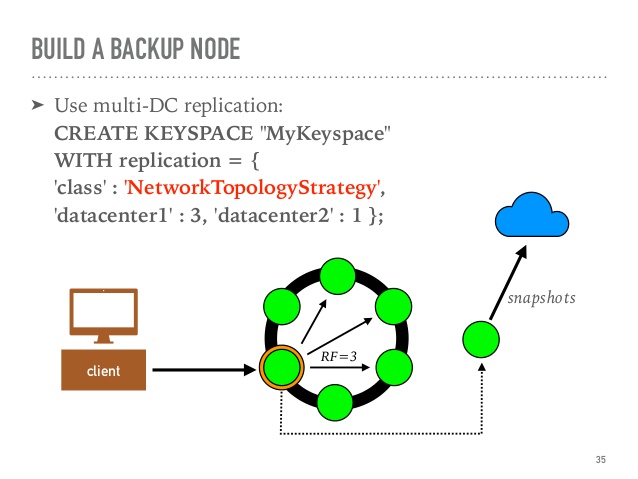 BUILD A BACKUP NODE
➤ Use multi-DC replication:
CREATE KEYSPACE "MyKeyspace"
WITH replication = {
'class' : 'NetworkTopologyStrategy',
'datacenter1' : 3, 'datacenter2' : 1 };
snapshots
RF=3
client
35